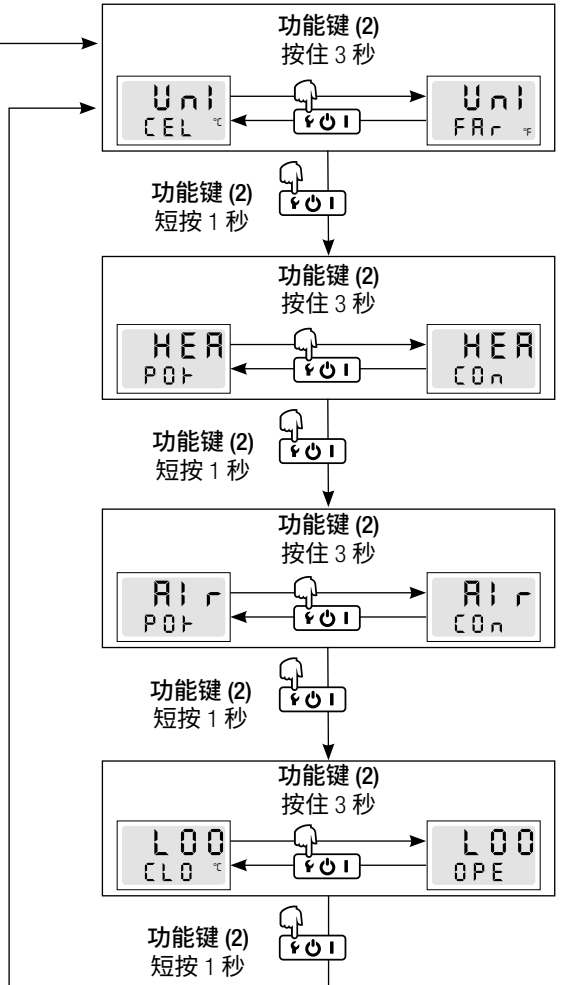 功能键 (2)
按住 3 秒
UnI UnI
CEL °C FAr °F
功能键 (2)
短按 1 秒
功能键 (2)
按住 3 秒
HEA HEA
POt COn
功能键 (2)
短按 1 秒
功能键 (2)
按住 3 秒
AIr AIr
POt COn
功能键 (2)
短按 1 秒
功能键 (2)
按住 3 秒
LOO LOO
CLO °C OPE
功能键 (2)
短按 1 秒